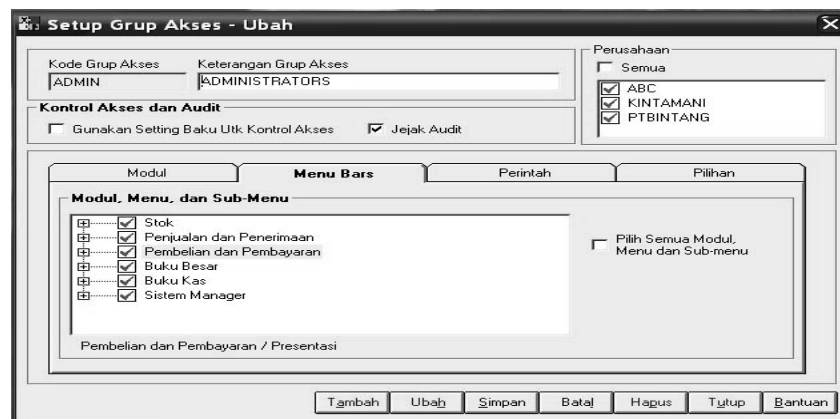 Setup Grup Akses - Ubah
Kode Grup Akses
Keterangan Grup Akses
ADMIN
ADMINISTRATORS
Perusahaan
Semua
ABC
KINTAMANI
PTBINTANG
Kontrol Akses dan Audit
Gunakan Setting Baku Utk Kontrol Akses
Jejak Audit
Modul
Menu Bars
Perintah
Pilihan
Modul, Menu, dan Sub-Menu
Stok
Penjualan dan Penerimaan
Pembelian dan Pembayaran
Buku Besar
Buku Kas
Sistem Manager
Pilih Semua Modul,
Menu dan Sub-menu
Pembelian dan Pembayaran / Presentasi
Tambah
Ubah
Simpan
Batal
Hapus
Tutup
Bantuan